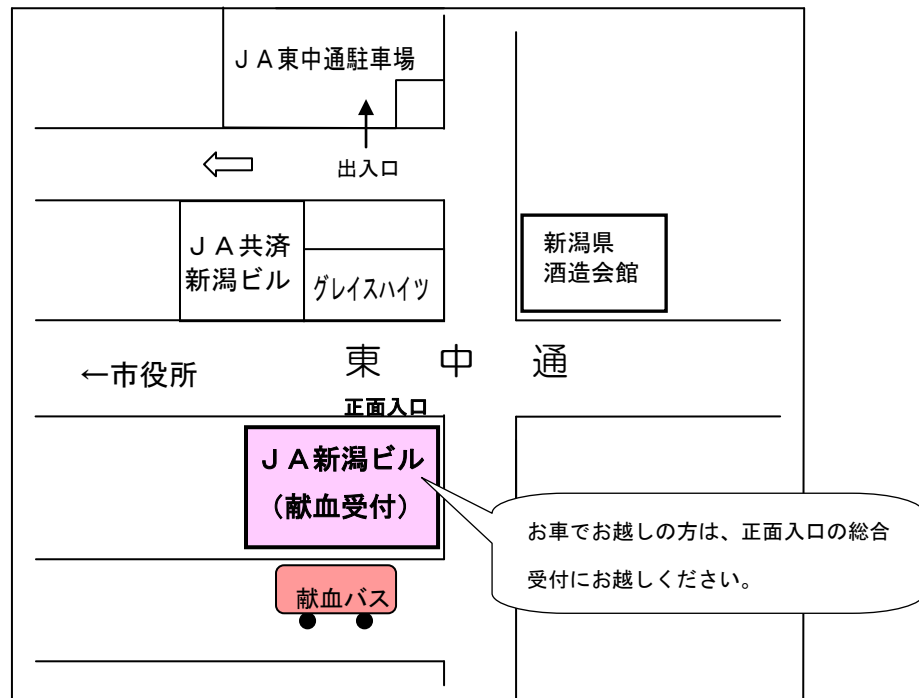 ＪＡ東中通駐車場
出入口
ＪＡ共済
新潟ビル
グレイスハイツ
新潟県
酒造会館
東 中 通
←市役所
正面入口
ＪＡ新潟ビル
（献血受付）
お車でお越しの方は、正面入口の総合
受付にお越しください。
献血バス